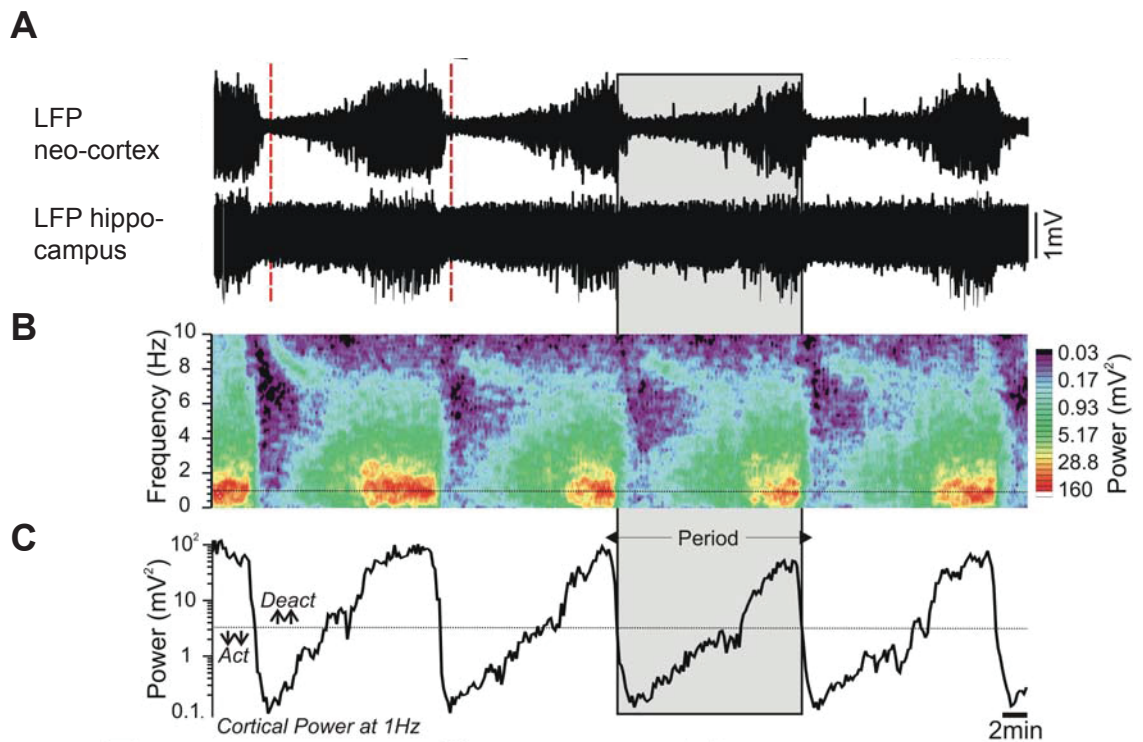 A
LFP
neo-cortex
LFP hippo-
campus
1mV
B
Frequency (Hz)
10
8
6
4
2
0
0.03
0.17
0.93
5.17
28.8
160
Power (mV²)
C
Period
Power (mV²)
10²
10
1
0.1.
Deact
Act
Cortical Power at 1Hz
2min